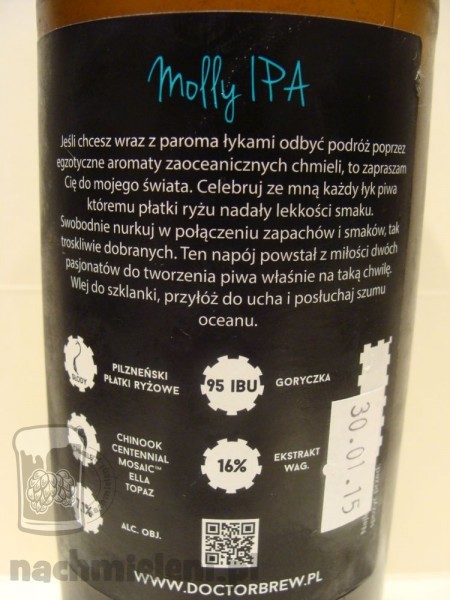 Molly IPA
Jeśli chcesz wraz z paroma łykami odbyć podróż poprzez
egzotyczne aromaty zaoceanicznych chmieli, to zapraszam
Cię do mojego świata. Celebruj ze mną każdy łyk piwa
któremu płatki ryżu nadały lekkości smaku.
Swobodnie nurkuj w połączeniu zapachów i smaków, tak
troskliwie dobranych. Ten napój powstał z miłości dwóch
pasjonatów do tworzenia piwa właśnie na taką chwilę.
Wlej do szklanki, przyłóż do ucha i posłuchaj szumu
oceanu.
SŁODY
PILZNEŃSKI
PŁATKI RYŻOWE
95 IBU
GORYCZKA
CHINOOK
CENTENNIAL
MOSAIC™
ELLA
TOPAZ
16%
EKSTRAKT
WAG.
ALC. OBJ.
30.01.15
WWW.DOCTORBREW.PL
nachmieleni.pl